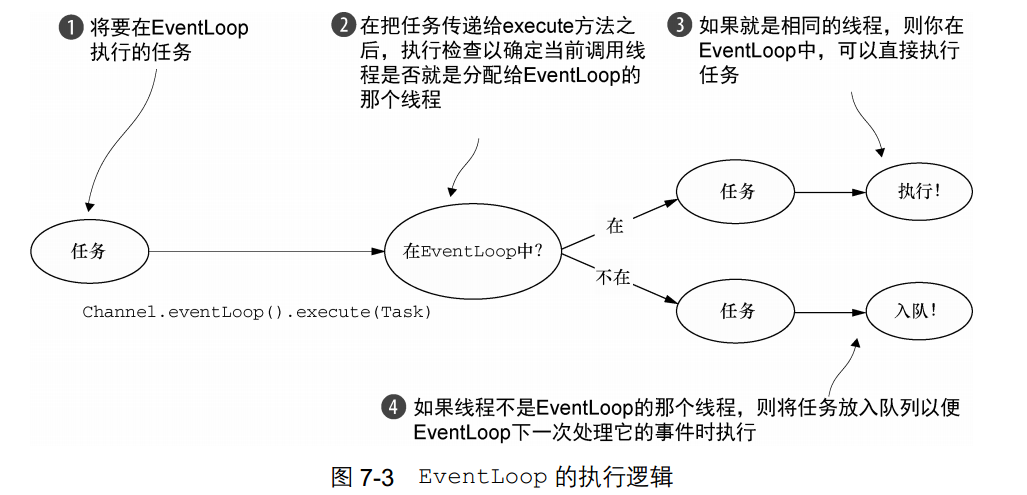 ❶ 将要在EventLoop
执行的任务
❷ 在把任务传递给execute方法之
后，执行检查以确定当前调用线
程是否就是分配给EventLoop的
那个线程
❸ 如果就是相同的线程，则你在
EventLoop中，可以直接执行
任务
任务
Channel.eventLoop().execute(Task)
在EventLoop中？
在
任务
执行！
不在
任务
入队！
❹ 如果线程不是EventLoop的那个线程，则将任务放入队列以便
EventLoop下一次处理它的事件时执行
图 7-3 EventLoop 的执行逻辑